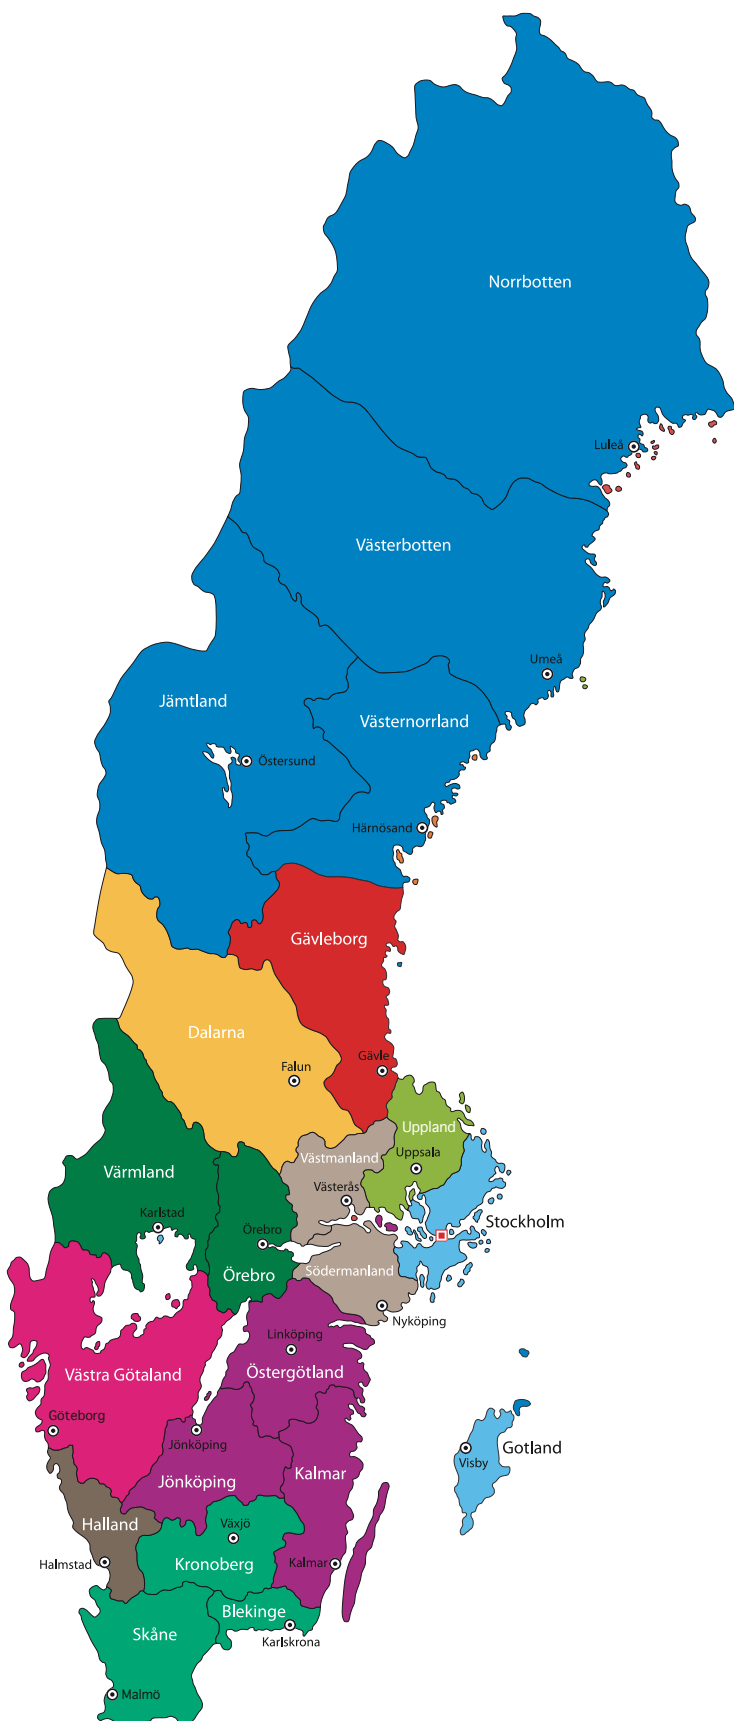 Norrbotten
Luleå
Västerbotten
Umeå
Jämtland
Västernorrland
Östersund
Härnösand
Gävleborg
Dalarna
Gävle
Falun
Uppland
Västmanland
Uppsala
Värmland
Västerås
Karlstad
Stockholm
Örebro
Södermanland
Örebro
Nyköping
Linköping
Östergötland
Västra Götaland
Göteborg
Jönköping
Gotland
Visby
Kalmar
Jönköping
Halland
Växjö
Halmstad
Kronoberg
Kalmar
Blekinge
Skåne
Karlskrona
Malmö